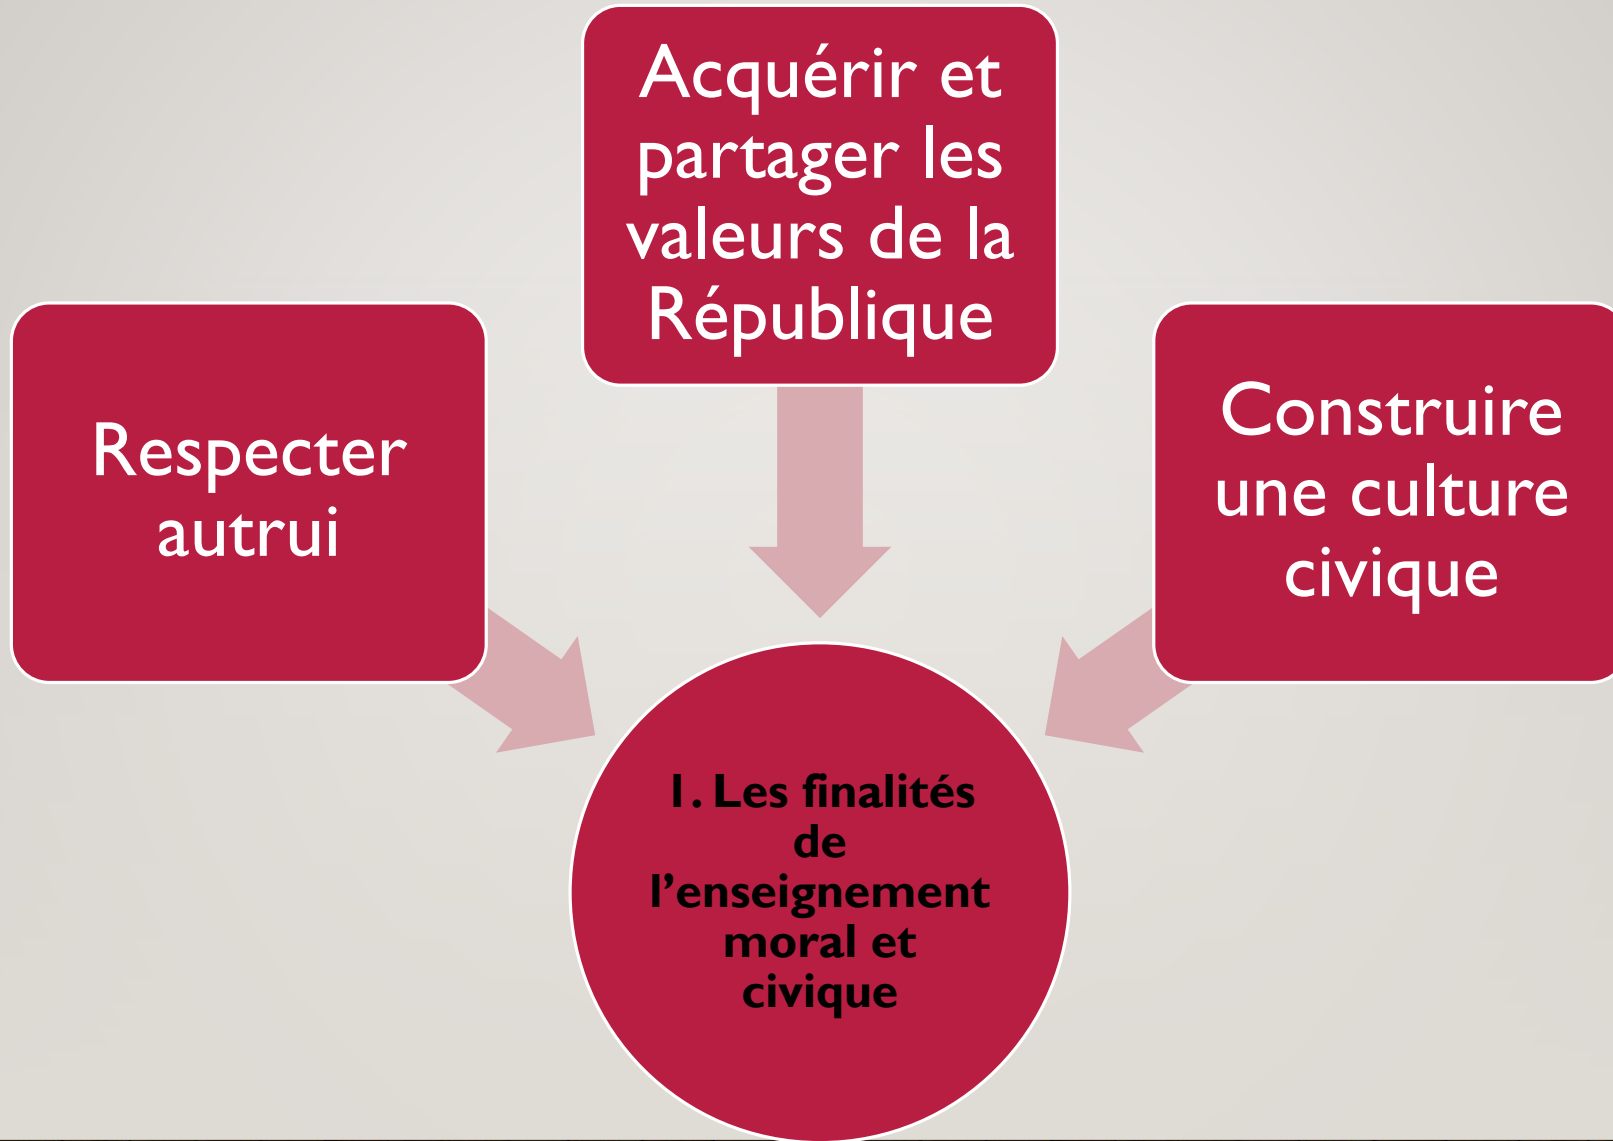 Acquérir et
partager les
valeurs de la
République
Respecter
autrui
Construire
une culture
civique
1. Les finalités
de
l’enseignement
moral et
civique